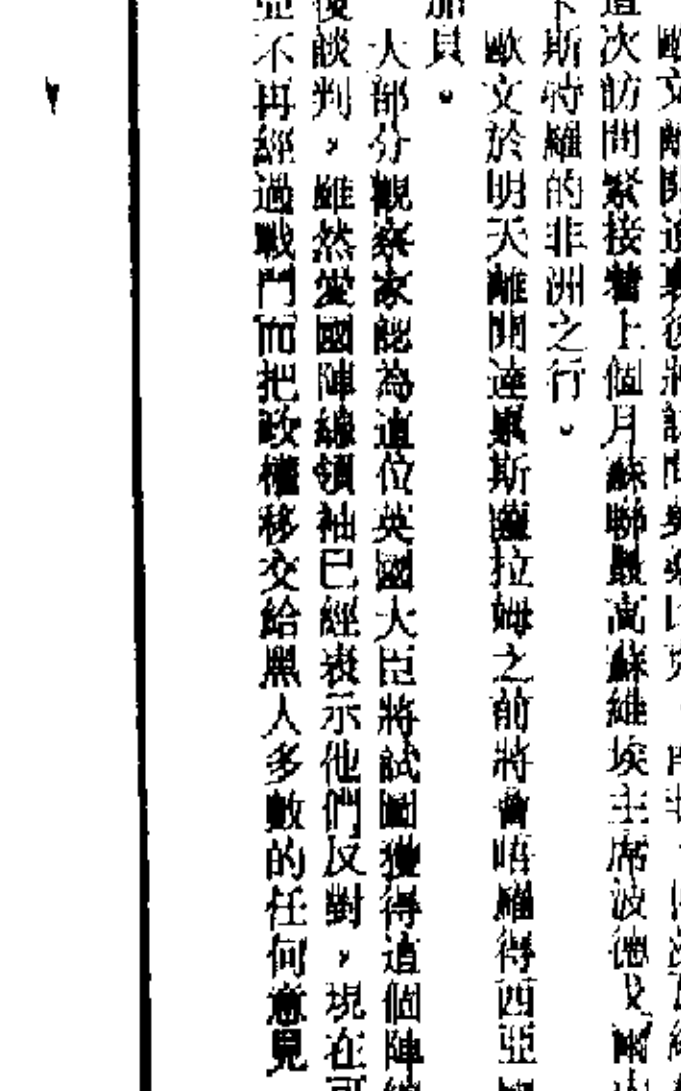 歐文離開這裏後將訪問
這次訪問緊接着上個月蘇聯最高蘇維埃主席波德戈爾
卡斯特羅的非洲之行。
歐文於明天離開達累斯薩拉姆之前將會晤羅得西亞
加貝。
大部分觀察家認為這位英國大臣將試圖獲得這個陣線
後談判，雖然愛國陣線領袖已經表示他們反對，現在可
亞不再經過戰鬥而把政權移交給黑人多數的任何意見